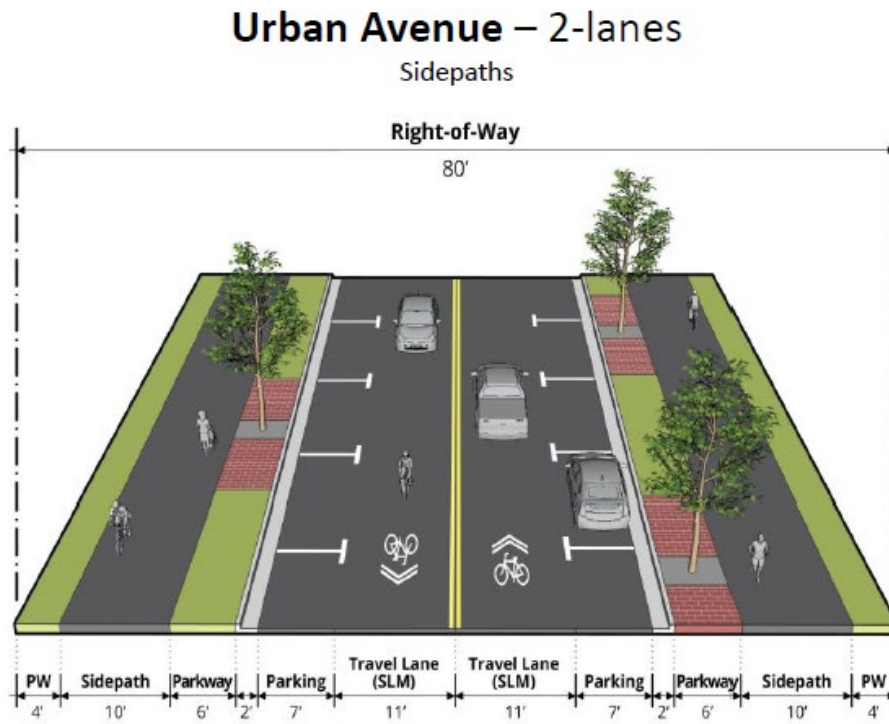 Urban Avenue – 2-lanes
Sidepaths
Right-of-Way
80'
PW Sidepath Parkway Parking Travel Lane (SLM) Travel Lane (SLM) Parking Parkway Sidepath PW
4' 10' 6' 2' 7' 11' 11' 7' 2' 6' 10' 4'